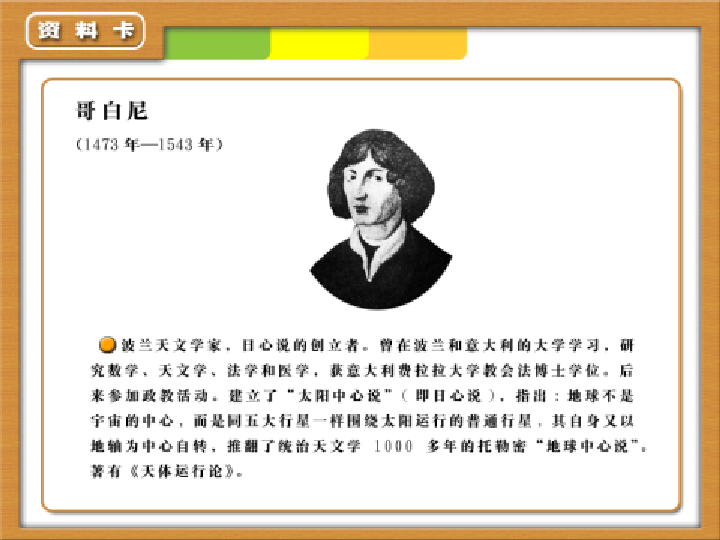 资料卡
哥白尼
（1473 年—1543 年）
波兰天文学家，日心说的创立者。曾在波兰和意大利的大学学习，研
究数学、天文学、法学和医学，获意大利费拉拉大学教会法博士学位。后
来参加政教活动。建立了“太阳中心说”（即日心说），指出：地球不是
宇宙的中心，而是同五大行星一样围绕太阳运行的普通行星，其自身又以
地轴为中心自转，推翻了统治天文学 1000 多年的托勒密“地球中心说”。
著有《天体运行论》。